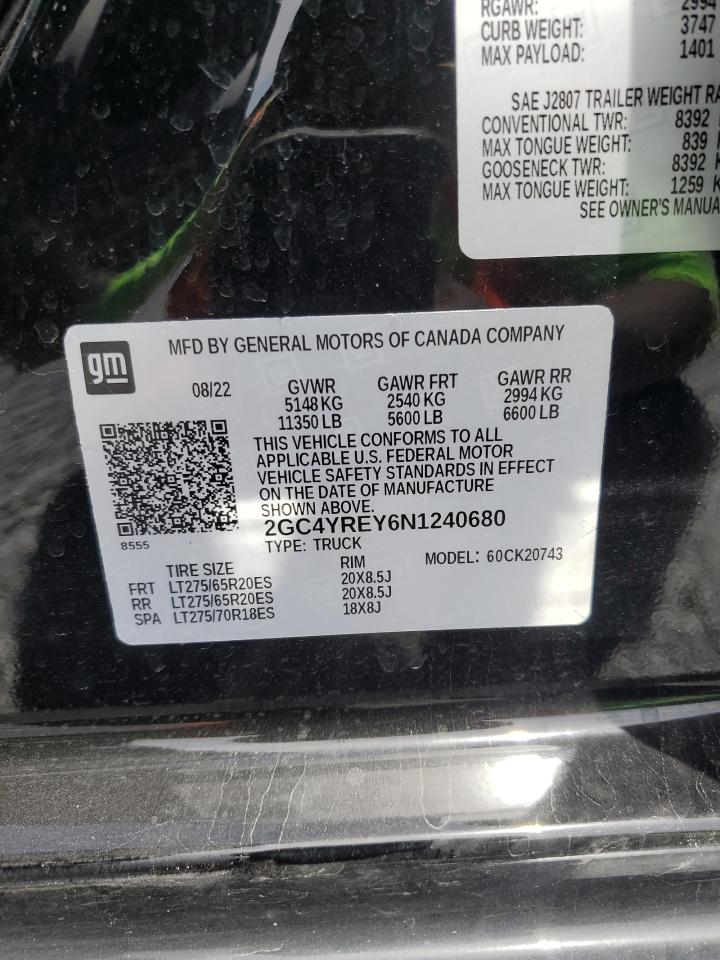 RGAWR: 2994
CURB WEIGHT: 3747
MAX PAYLOAD: 1401
SAE J2807 TRAILER WEIGHT RA
CONVENTIONAL TWR: 8392
MAX TONGUE WEIGHT: 839
GOOSENECK TWR: 8392
MAX TONGUE WEIGHT: 1259 K
SEE OWNER'S MANUA
gm
MFD BY GENERAL MOTORS OF CANADA COMPANY
08/22 GVWR GAWR FRT GAWR RR
5148 KG 2540 KG 2994 KG
11350 LB 5600 LB 6600 LB
THIS VEHICLE CONFORMS TO ALL
APPLICABLE U.S. FEDERAL MOTOR
VEHICLE SAFETY STANDARDS IN EFFECT
ON THE DATE OF MANUFACTURE
SHOWN ABOVE.
2GC4YREY6N1240680
8555
TYPE: TRUCK MODEL: 60CK20743
TIRE SIZE RIM
FRT LT275/65R20ES 20X8.5J
RR LT275/65R20ES 20X8.5J
SPA LT275/70R18ES 18X8J